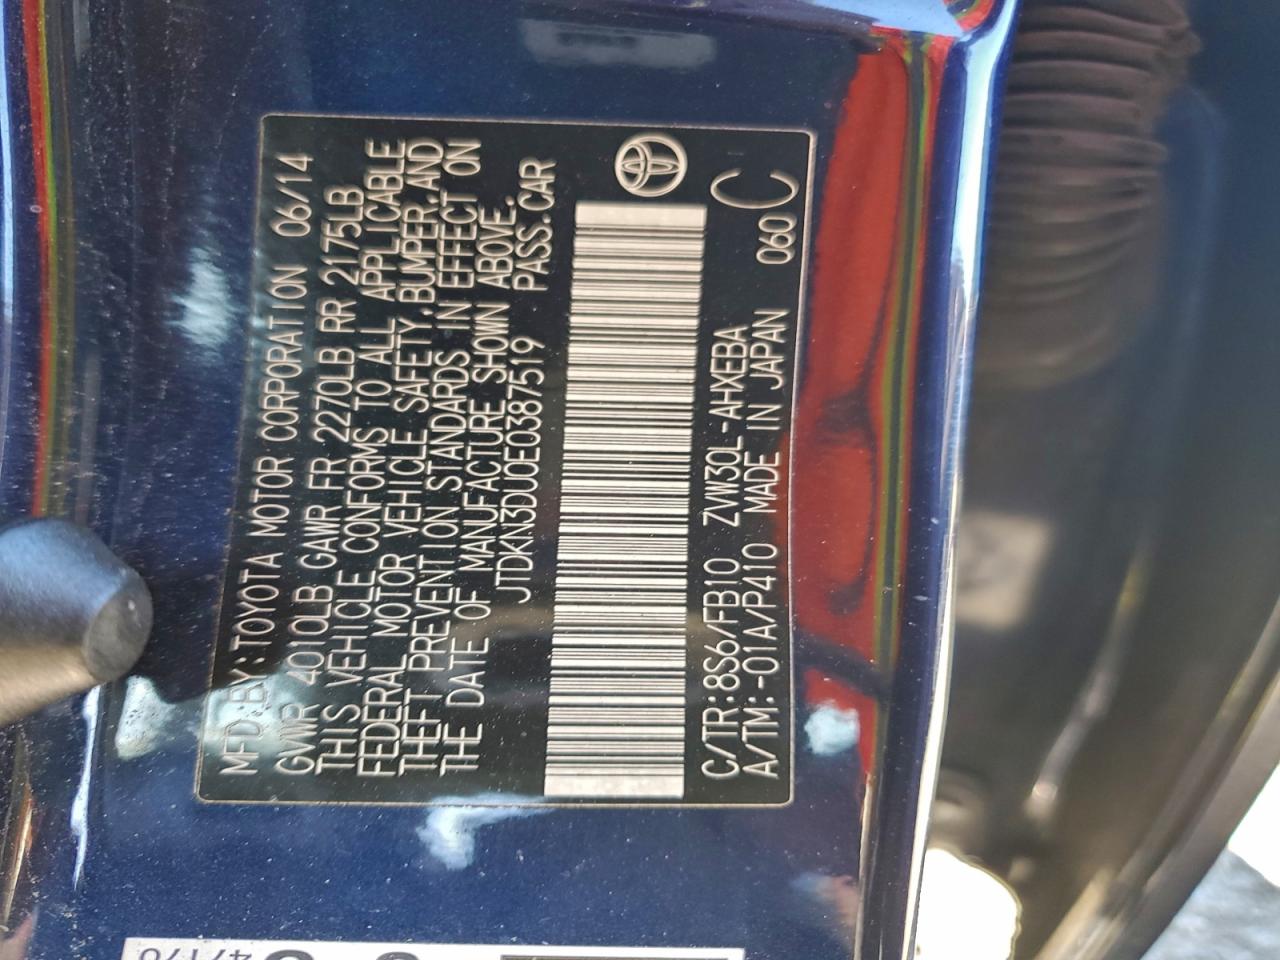 MFD.BY:TOYOTA MOTOR CORPORATION 06/14
GVWR 4010LB GAWR FR 2270LB RR 2175LB
THIS VEHICLE CONFORMS TO ALL APPLICABLE
FEDERAL MOTOR VEHICLE SAFETY,BUMPER,AND
THEFT PREVENTION STANDARDS IN EFFECT ON
THE DATE OF MANUFACTURE SHOWN ABOVE.
JTDKN3DU0E0387519 PASS.CAR
C/TR:8S6/FB10 ZVW30L-AHXEBA C
A/TM:-01A/P410 MADE IN JAPAN 060 C